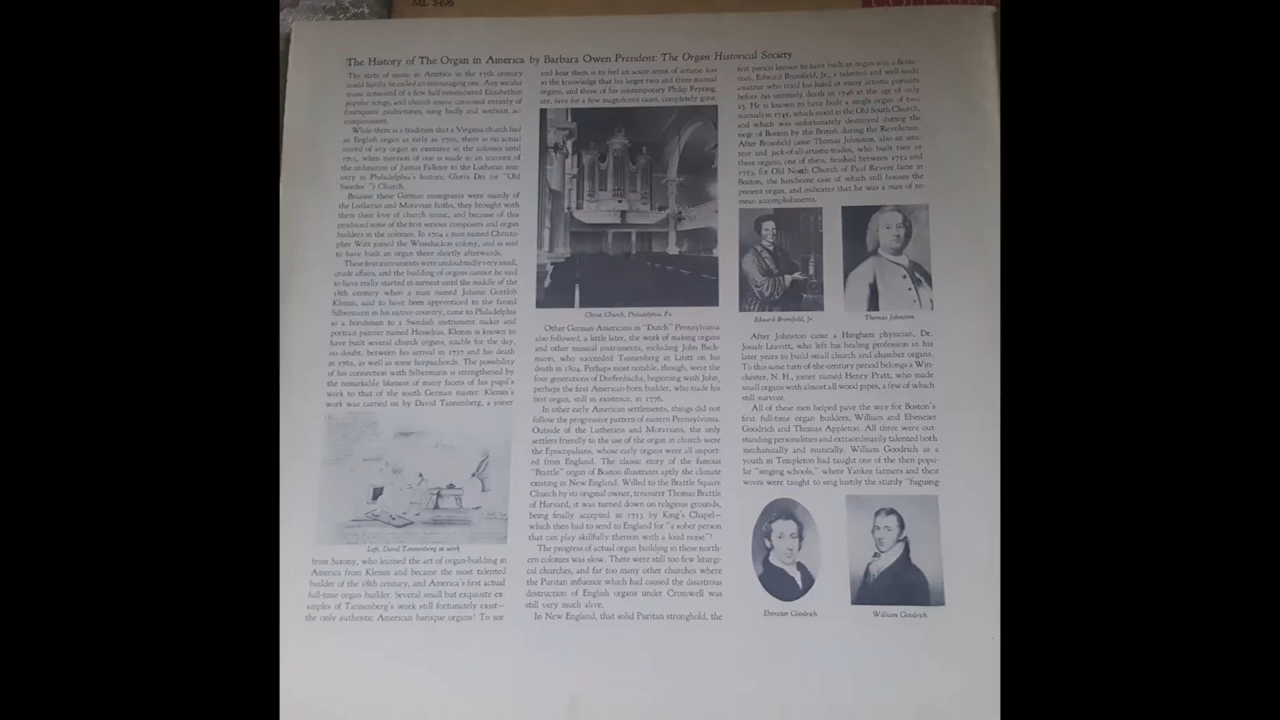 ML 5496
The History of The Organ in America by Barbara Owen President: The Organ Historical Society
The state of music in America in the 17th century
could hardly be called an encouraging one. Any secular
music consisted of a few half-remembered Elizabethan
popular songs, and church music consisted entirely of
foursquare psalm-tunes, sung badly and without ac-
companiment.
While there is a tradition that a Virginia church had
an English organ as early as 1700, there is no actual
record of any organ in existence in the colonies until
1703, when mention of one is made in an account of
the ordination of Justus Falkner to the Lutheran min-
istry in Philadelphia's historic Gloria Dei (or "Old
Swedes' ") Church.
Because these German immigrants were mainly of
the Lutheran and Moravian faiths, they brought with
them their love of church music, and because of this
produced some of the first serious composers and organ
builders in the colonies. In 1704 a man named Christo-
pher Witt joined the Wissahickon colony, and is said
to have built an organ there shortly afterwards.
These first instruments were undoubtedly very small,
crude affairs, and the building of organs cannot be said
to have really started in earnest until the middle of the
18th century when a man named Johann Gottlob
Klemm, said to have been apprenticed to the famed
Silbermann in his native country, came to Philadelphia
as a bondsman to a Swedish instrument maker and
portrait painter named Hesselius. Klemm is known to
have built several church organs, sizable for the day,
no doubt, between his arrival in 1737 and his death
in 1762, as well as some harpsichords. The possibility
of his connection with Silbermann is strengthened by
the remarkable likeness of many facets of his pupil's
work to that of the south German master. Klemm's
work was carried on by David Tannenberg, a joiner
Left, David Tannenberg at work
from Saxony, who learned the art of organ-building in
America from Klemm and became the most talented
builder of the 18th century, and America's first actual
full-time organ builder. Several small but exquisite ex-
amples of Tannenberg's work still fortunately exist—
the only authentic American baroque organs! To see
and hear them is to feel an acute sense of artistic loss
in the knowledge that his larger two and three manual
organs, and those of his contemporary Philip Feyring,
are, save for a few magnificent cases, completely gone.
Christ Church, Philadelphia, Pa.
Other German-Americans in "Dutch" Pennsylvania
also followed, a little later, the work of making organs
and other musical instruments, including John Bach-
mann, who succeeded Tannenberg in Lititz on his
death in 1804. Perhaps most notable, though, were the
four generations of Dieffenbachs, beginning with John,
perhaps the first American-born builder, who made his
first organ, still in existence, in 1776.
In other early American settlements, things did not
follow the progressive pattern of eastern Pennsylvania.
Outside of the Lutherans and Moravians, the only
settlers friendly to the use of the organ in church were
the Episcopalians, whose early organs were all import-
ed from England. The classic story of the famous
"Brattle" organ of Boston illustrates aptly the climate
existing in New England. Willed to the Brattle Square
Church by its original owner, treasurer Thomas Brattle
of Harvard, it was turned down on religious grounds,
being finally accepted in 1713 by King's Chapel—
which then had to send to England for "a sober person
that can play skillfully thereon with a loud noise"!
The progress of actual organ building in these north-
ern colonies was slow. There were still too few liturgi-
cal churches, and far too many other churches where
the Puritan influence which had caused the disastrous
destruction of English organs under Cromwell was
still very much alive.
In New England, that solid Puritan stronghold, the
first person known to have built an organ was a Bosto-
nian, Edward Bromfield, Jr., a talented and well-to-do
amateur who tried his hand at many artistic pursuits
before his untimely death in 1746 at the age of only
23. He is known to have built a single organ of two
manuals in 1745, which stood in the Old South Church,
and which was unfortunately destroyed during the
siege of Boston by the British during the Revolution.
After Bromfield came Thomas Johnston, also an ama-
teur and jack-of-all-artistic-trades, who built two or
three organs, one of them, finished between 1752 and
1759, for Old North Church of Paul Revere fame in
Boston, the handsome case of which still houses the
present organ, and indicates that he was a man of no
mean accomplishments.
Edward Bromfield, Jr.
Thomas Johnston
After Johnston came a Hingham physician, Dr.
Josiah Leavitt, who left his healing profession in his
later years to build small church and chamber organs.
To this same turn-of-the-century period belongs a Win-
chester, N. H., joiner named Henry Pratt, who made
small organs with almost all wood pipes, a few of which
still survive.
All of these men helped pave the way for Boston's
first full-time organ builders, William and Ebenezer
Goodrich and Thomas Appleton. All three were out-
standing personalities and extraordinarily talented both
mechanically and musically. William Goodrich as a
youth in Templeton had taught one of the then popu-
lar "singing schools," where Yankee farmers and their
wives were taught to sing lustily the sturdy "fuguing-
Ebenezer Goodrich
William Goodrich